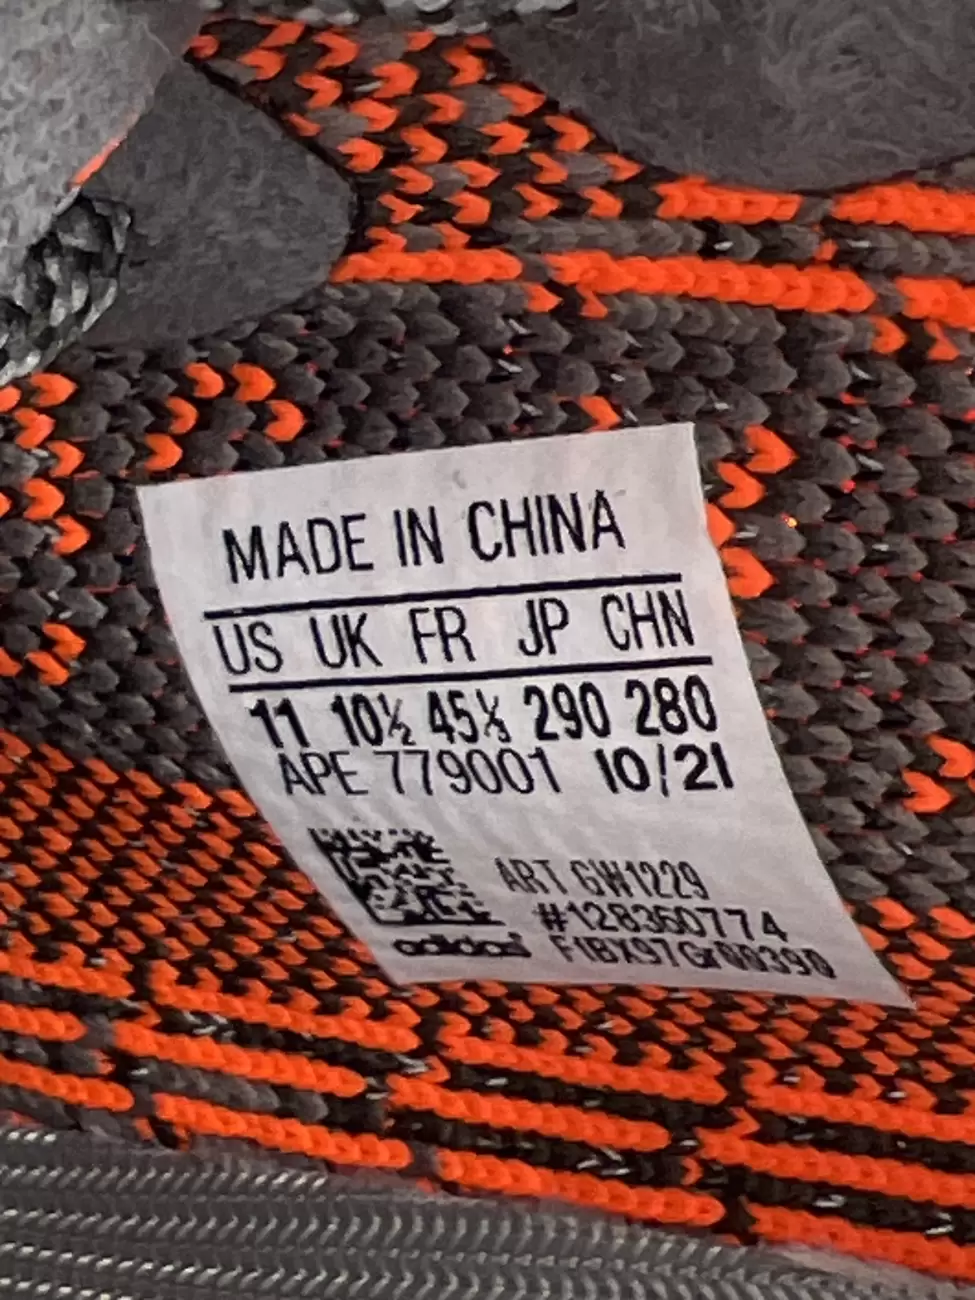 MADE IN CHINA
US UK FR JP CHN
11 10½ 45⅓ 290 280
APE 779001 10/21
ART GW1229
#128360774
adidas